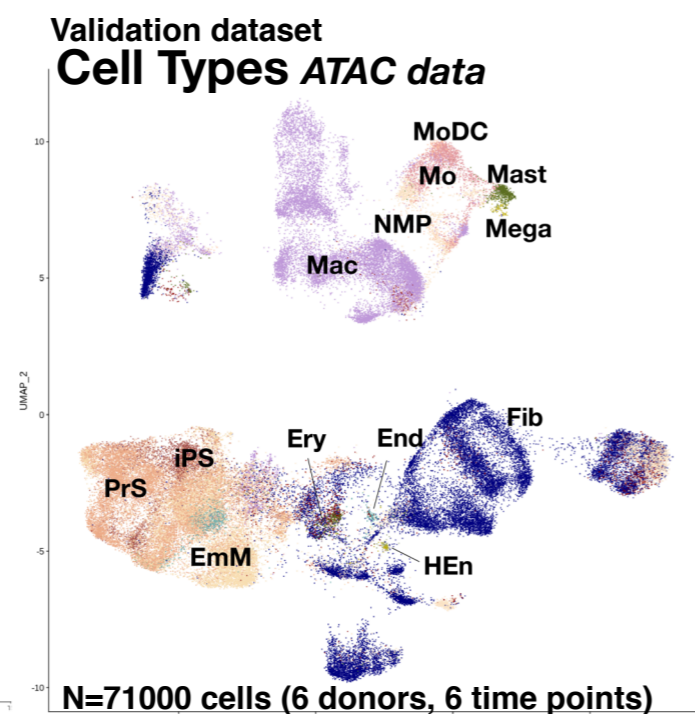 Validation dataset
Cell Types ATAC data
MoDC
10
Mo
Mast
NMP
Mega
Mac
5
UMAP_2
0
Fib
Ery
End
iPS
PrS
-5
EmM
HEn
-10
N=71000 cells (6 donors, 6 time points)